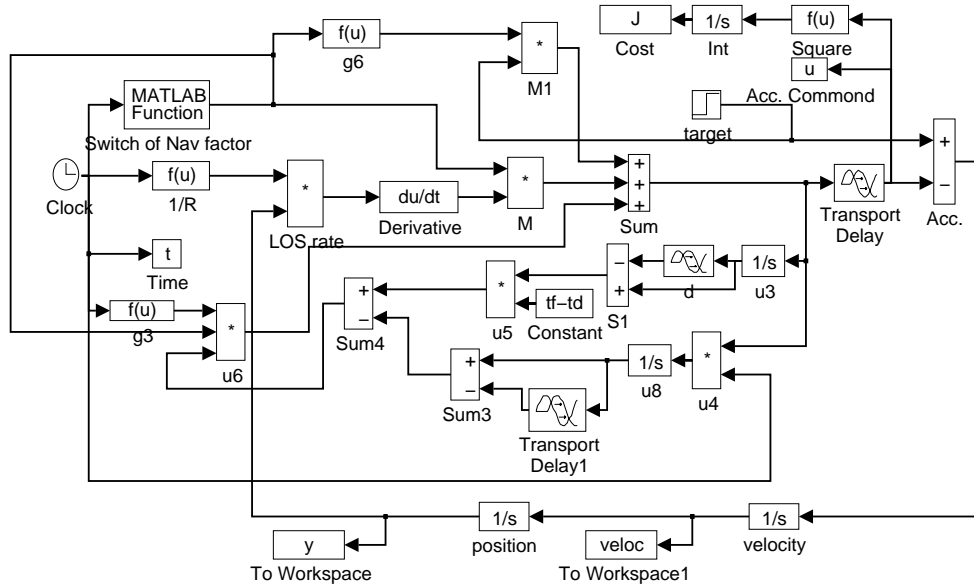 J
Cost
1/s
Int
f(u)
Square
f(u)
g6
*
M1
u
Acc. Commond
MATLAB
Function
Switch of Nav factor
target
+
−
Acc.
Clock
f(u)
1/R
*
LOS rate
du/dt
Derivative
*
M
+
+
+
Sum
Transport
Delay
t
Time
f(u)
g3
*
u6
+
−
Sum4
*
u5
tf−td
Constant
−
+
S1
d
1/s
u3
+
−
Sum3
Transport
Delay1
1/s
u8
*
u4
y
To Workspace
1/s
position
veloc
To Workspace1
1/s
velocity